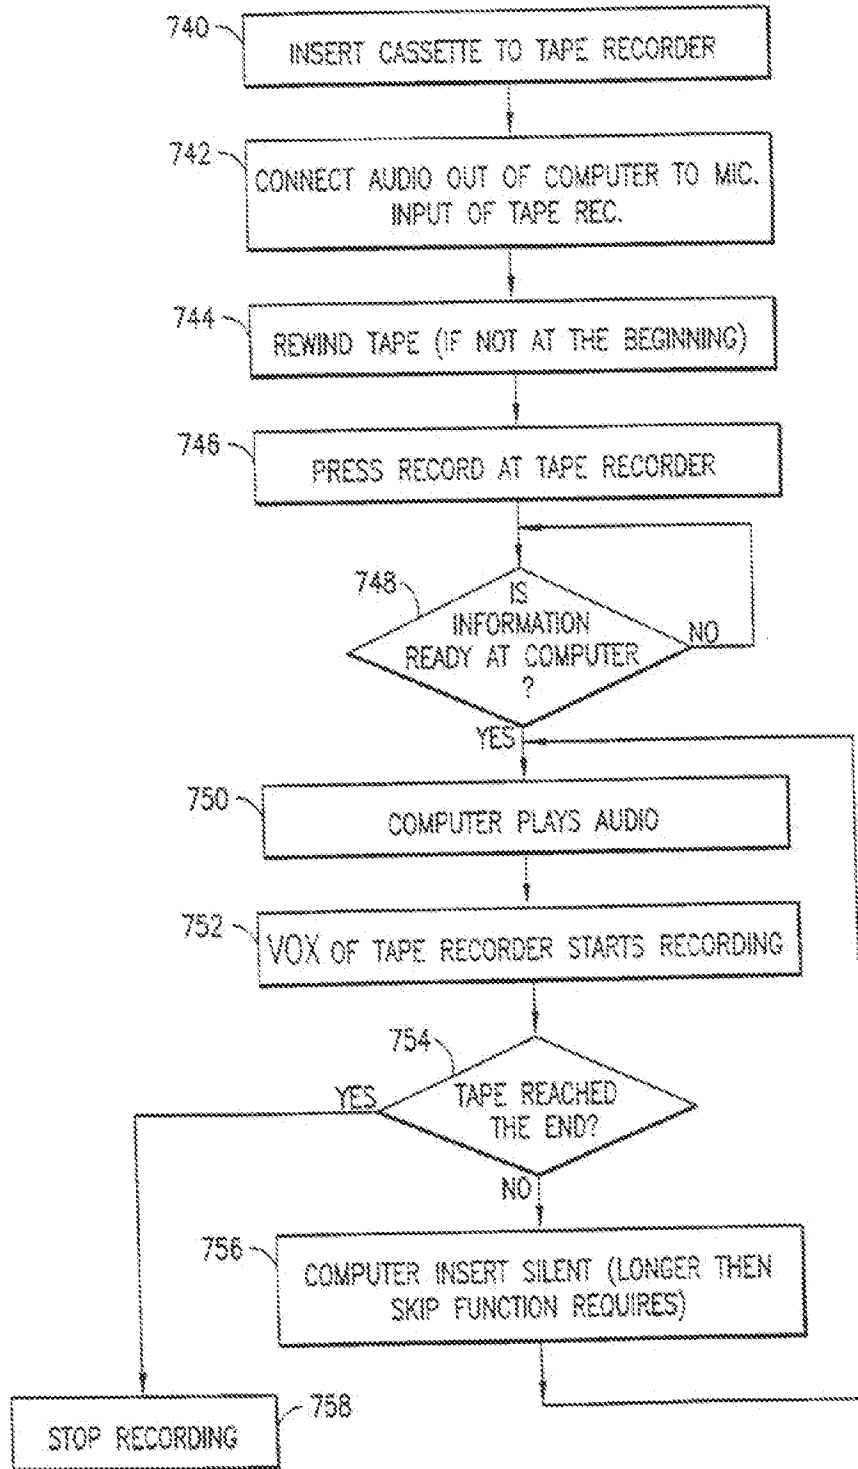 740
INSERT CASSETTE TO TAPE RECORDER
742
CONNECT AUDIO OUT OF COMPUTER TO MIC.
INPUT OF TAPE REC.
744
REWIND TAPE (IF NOT AT THE BEGINNING)
746
PRESS RECORD AT TAPE RECORDER
748
IS
INFORMATION
READY AT COMPUTER
?
NO
YES
750
COMPUTER PLAYS AUDIO
752
VOX OF TAPE RECORDER STARTS RECORDING
754
TAPE REACHED
THE END?
YES
NO
756
COMPUTER INSERT SILENT (LONGER THEN
SKIP FUNCTION REQUIRES)
758
STOP RECORDING